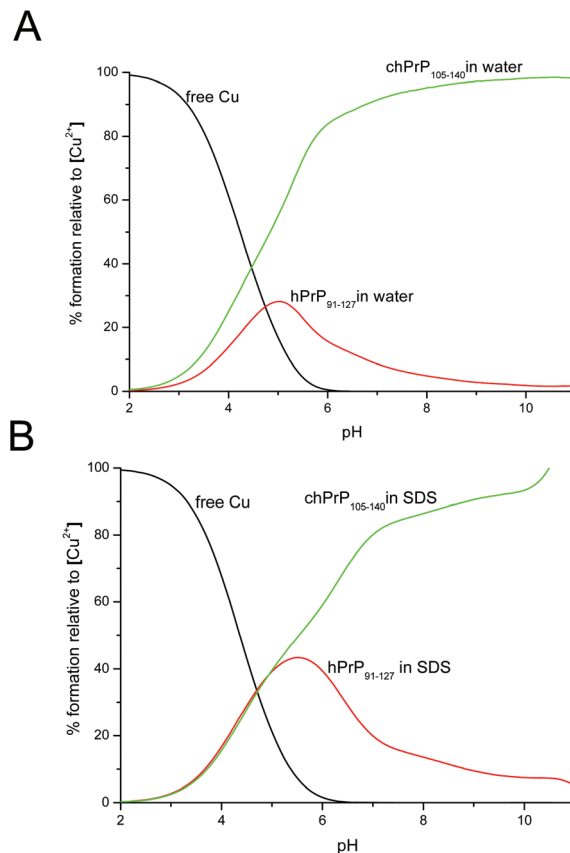 A
chPrP105-140 in water
100
free Cu
80
60
40
hPrP91-127 in water
20
0
2 4 6 8 10
pH
% formation relative to [Cu2+]
B
100
free Cu
chPrP105-140 in SDS
80
60
40
hPrP91-127 in SDS
20
0
2 4 6 8 10
pH
% formation relative to [Cu2+]